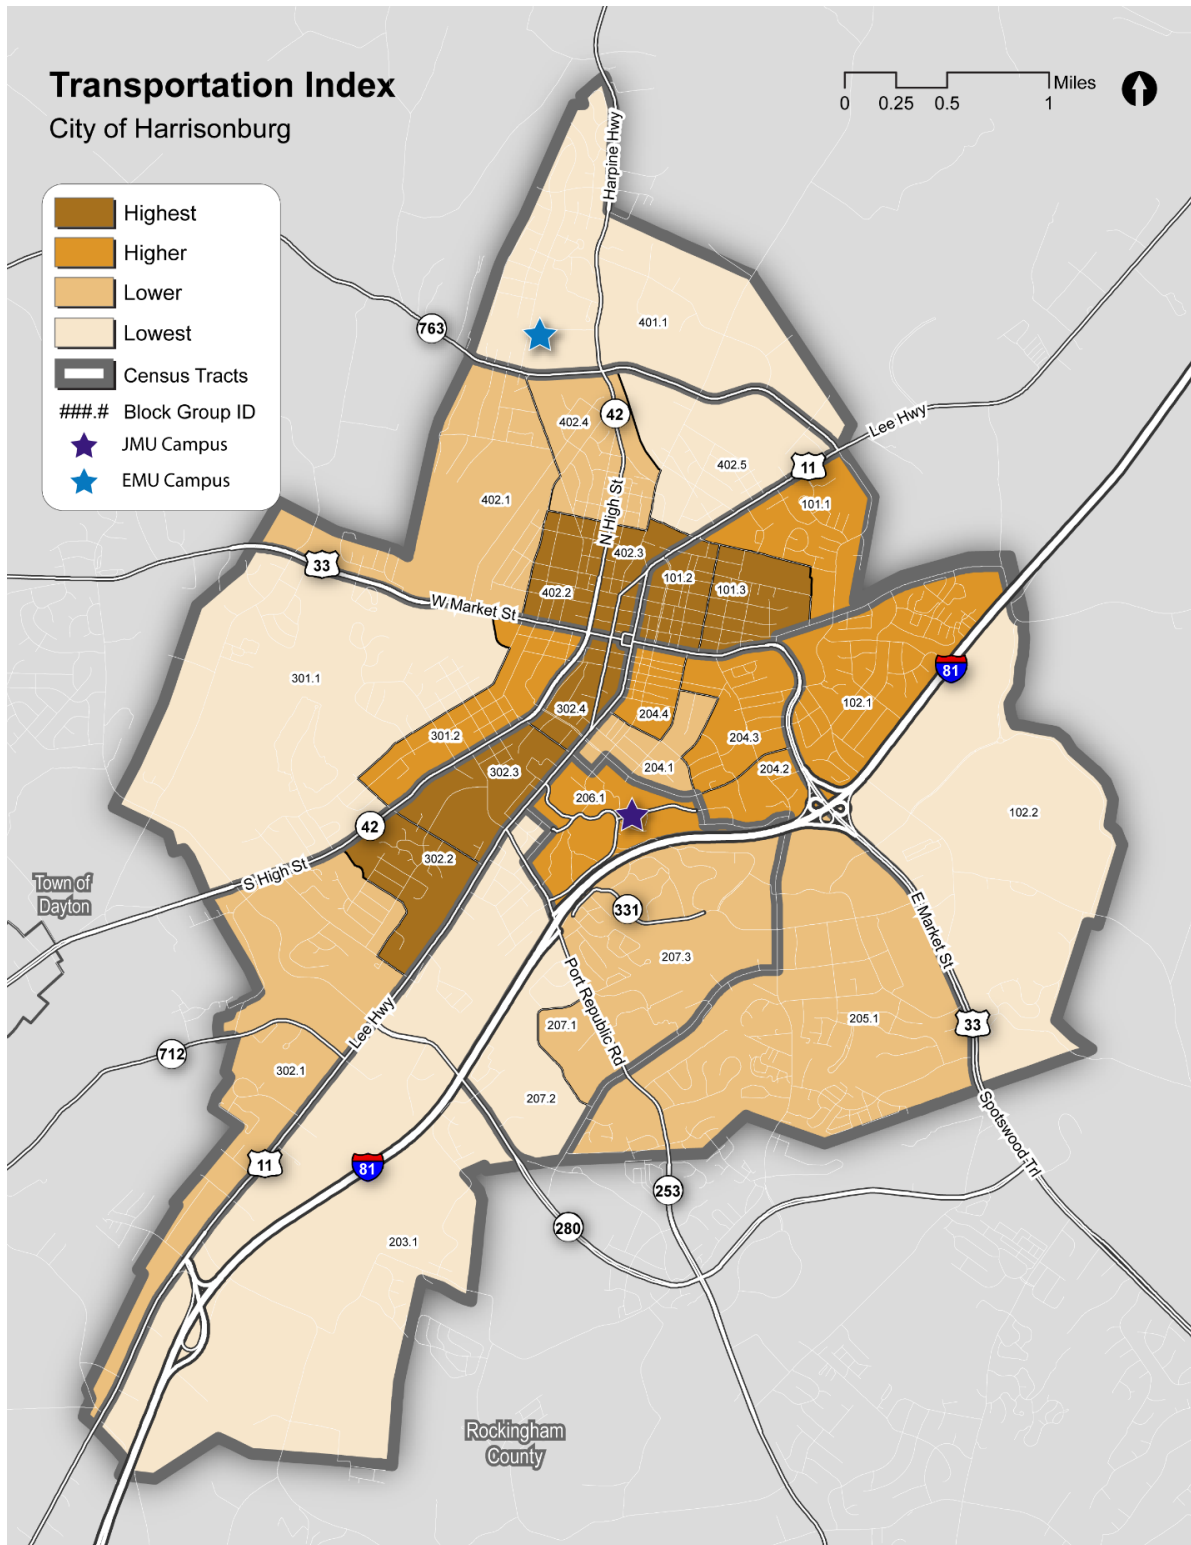 Transportation Index
City of Harrisonburg
Miles
0 0.25 0.5 1
Highest
Higher
Lower
Lowest
Census Tracts
###.# Block Group ID
JMU Campus
EMU Campus
Harpine Hwy
763
401.1
42
402.4
Lee Hwy
11
402.5
402.1
101.1
N High St
33
402.3
101.2
101.3
402.2
W Market St
81
301.1
102.1
302.4
204.4
301.2
204.3
302.3
204.1
204.2
206.1
102.2
42
302.2
S High St
Town of
Dayton
331
E Market St
207.3
Port Republic Rd
Lee Hwy
207.1
205.1
33
712
302.1
207.2
Spotswood Trl
11
81
253
280
203.1
Rockingham
County